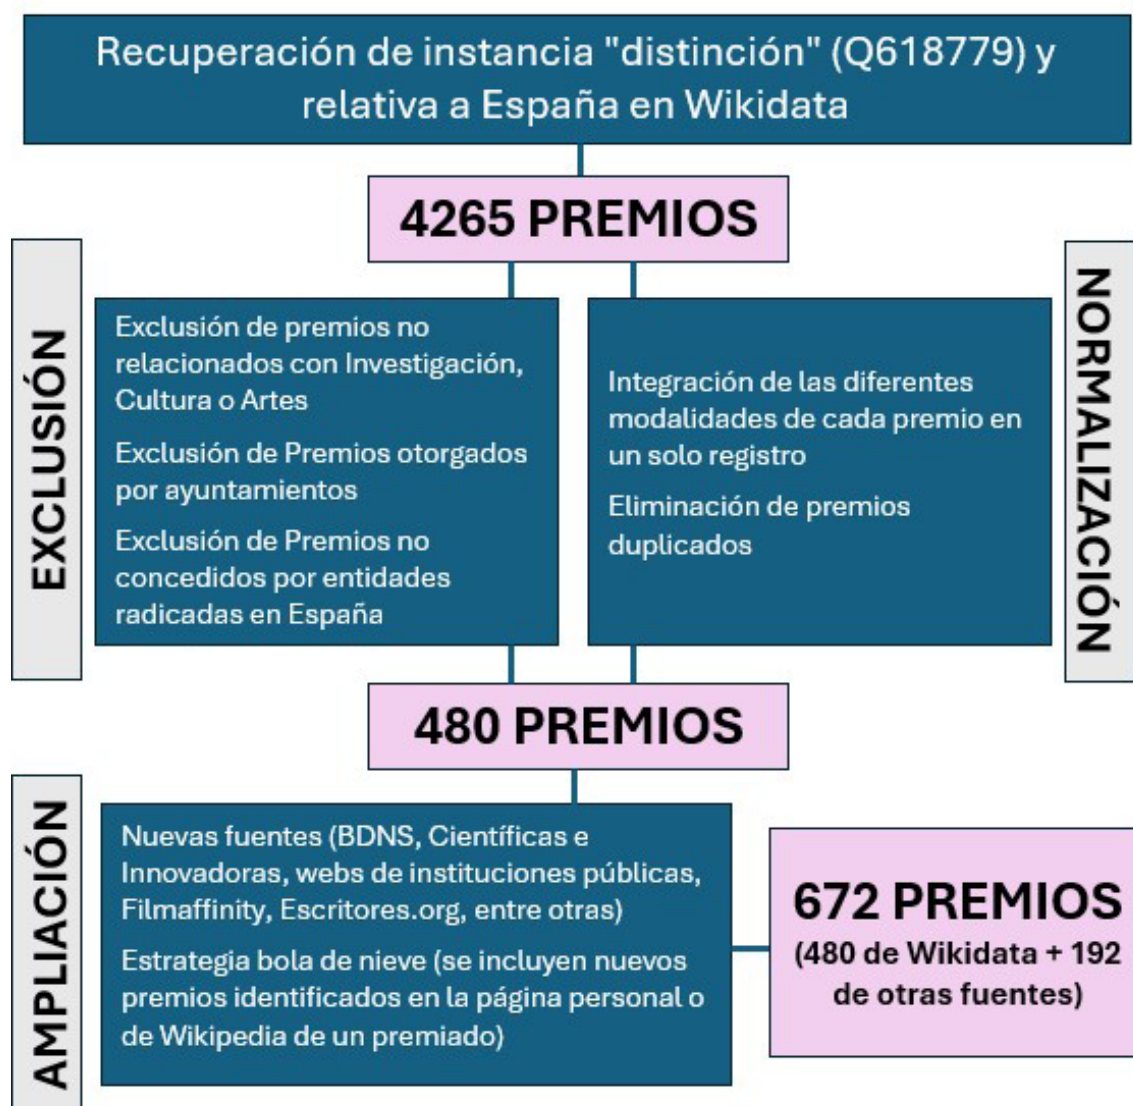 Recuperación de instancia "distinción" (Q618779) y
relativa a España en Wikidata
4265 PREMIOS
EXCLUSIÓN
Exclusión de premios no
relacionados con Investigación,
Cultura o Artes
Exclusión de Premios otorgados
por ayuntamientos
Exclusión de Premios no
concedidos por entidades
radicadas en España
Integración de las diferentes
modalidades de cada premio en
un solo registro
Eliminación de premios
duplicados
NORMALIZACIÓN
480 PREMIOS
AMPLIACIÓN
Nuevas fuentes (BDNS, Científicas e
Innovadoras, webs de instituciones públicas,
Filmaffinity, Escritores.org, entre otras)
Estrategia bola de nieve (se incluyen nuevos
premios identificados en la página personal o
de Wikipedia de un premiado)
672 PREMIOS
(480 de Wikidata + 192
de otras fuentes)